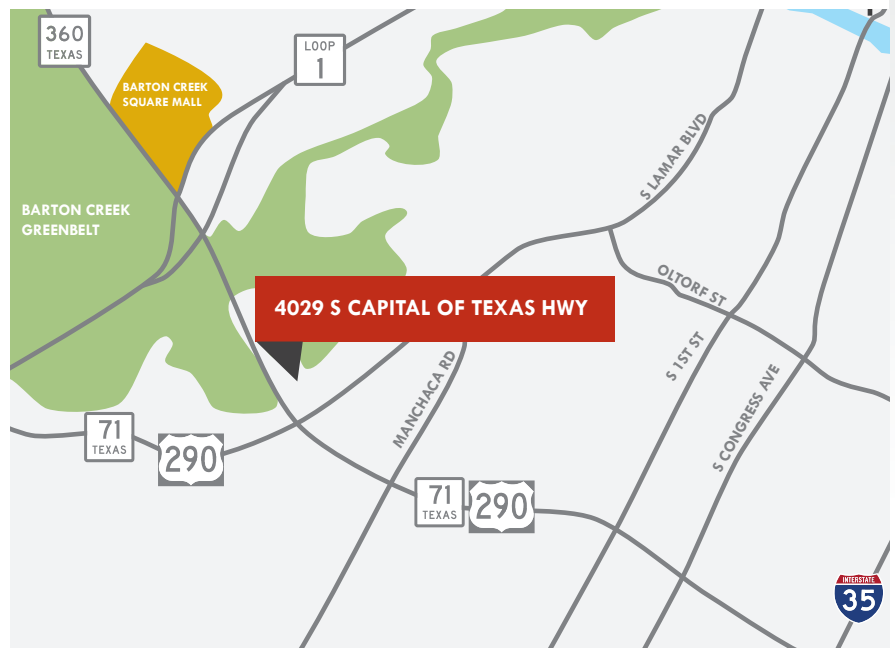 360
TEXAS
LOOP
1
BARTON CREEK
SQUARE MALL
S LAMAR BLVD
BARTON CREEK
GREENBELT
OLTORF ST
4029 S CAPITAL OF TEXAS HWY
S 1ST ST
MANCHACA RD
S CONGRESS AVE
71
TEXAS
290
71
TEXAS
290
INTERSTATE
35